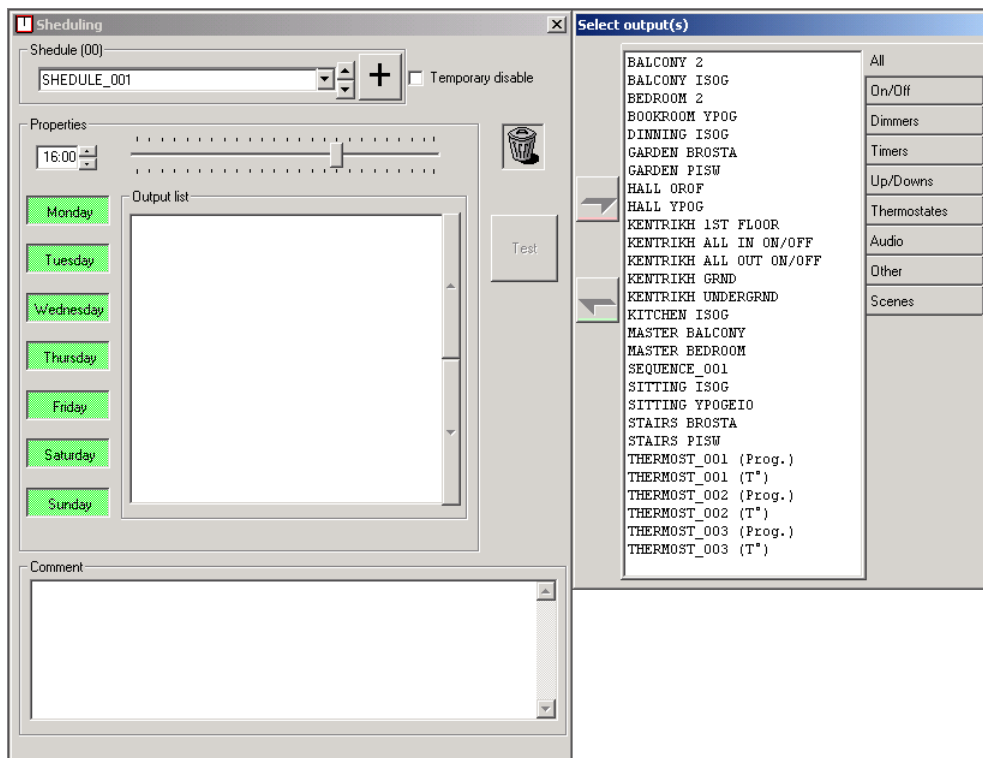 Sheduling
Shedule (00)
SHEDULE_001
+
Temporary disable
Properties
16:00
Monday
Tuesday
Wednesday
Thursday
Friday
Saturday
Sunday
Output list
Test
Comment
Select output(s)
BALCONY 2
BALCONY ISOG
BEDROOM 2
BOOKROOM YPOG
DINNING ISOG
GARDEN BROSTA
GARDEN PISW
HALL OROF
HALL YPOG
KENTRIKH 1ST FLOOR
KENTRIKH ALL IN ON/OFF
KENTRIKH ALL OUT ON/OFF
KENTRIKH GRND
KENTRIKH UNDERGRND
KITCHEN ISOG
MASTER BALCONY
MASTER BEDROOM
SEQUENCE_001
SITTING ISOG
SITTING YPOGEIO
STAIRS BROSTA
STAIRS PISW
THERMOST_001 (Prog.)
THERMOST_001 (T°)
THERMOST_002 (Prog.)
THERMOST_002 (T°)
THERMOST_003 (Prog.)
THERMOST_003 (T°)
All
On/Off
Dimmers
Timers
Up/Downs
Thermostates
Audio
Other
Scenes